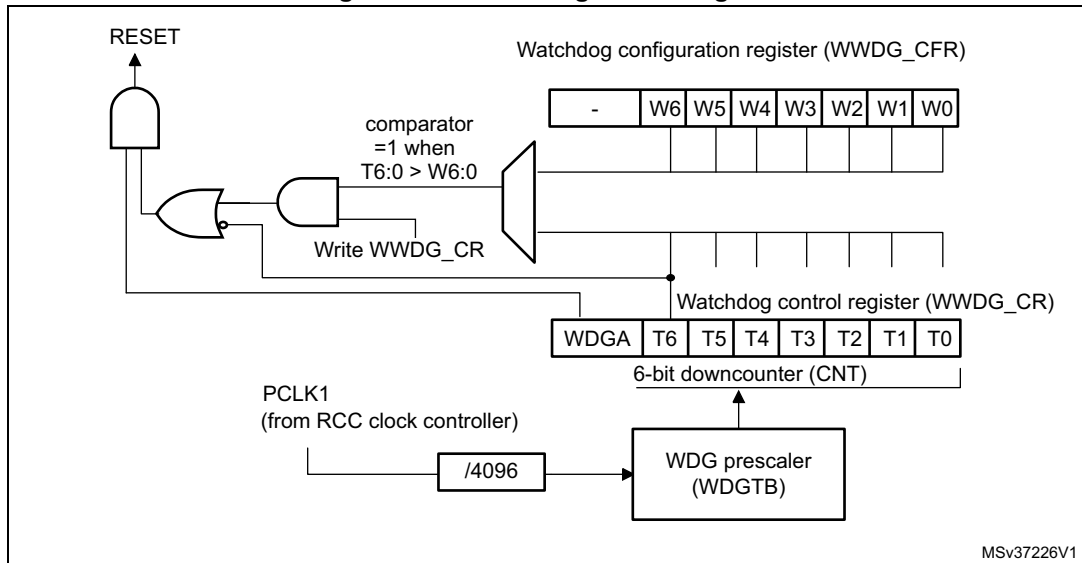 RESET
Watchdog configuration register (WWDG_CFR)
- W6 W5 W4 W3 W2 W1 W0
comparator
=1 when
T6:0 > W6:0
Write WWDG_CR
Watchdog control register (WWDG_CR)
WDGA T6 T5 T4 T3 T2 T1 T0
6-bit downcounter (CNT)
PCLK1
(from RCC clock controller)
/4096
WDG prescaler
(WDGTB)
MSv37226V1